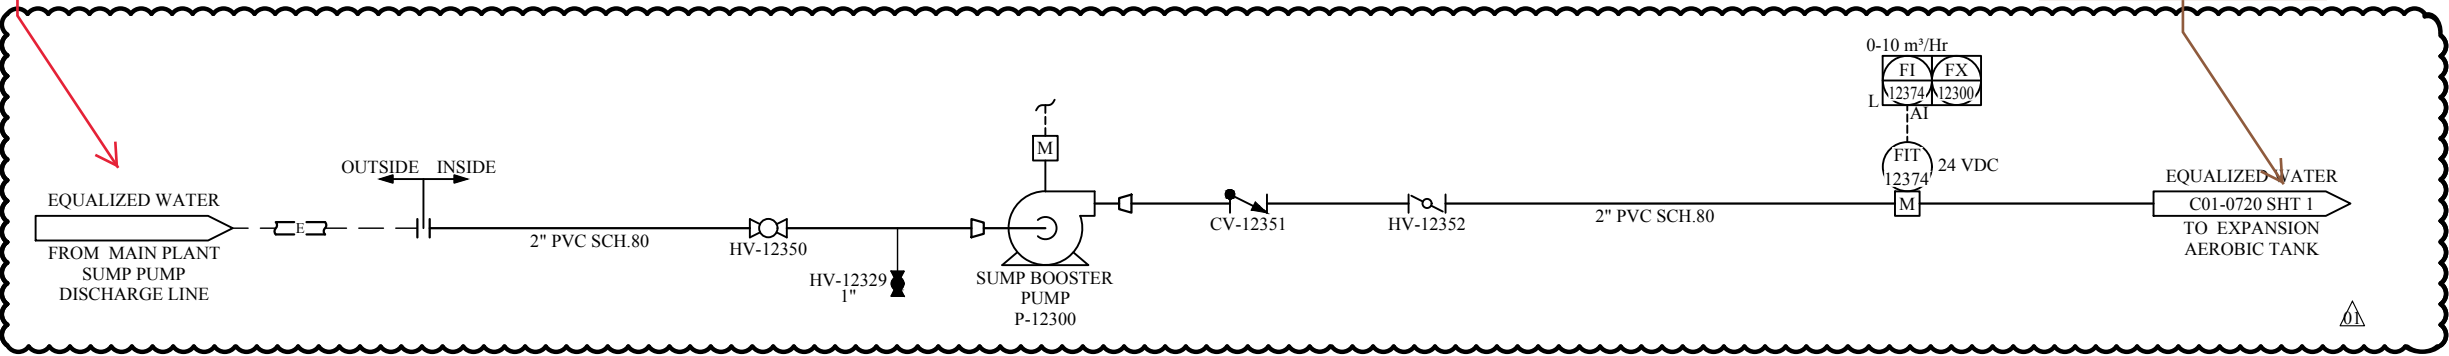 0-10 m³/Hr
FI FX
12374 12300
L
AI
M
OUTSIDE INSIDE
FIT
24 VDC
12374
EQUALIZED WATER
EQUALIZED WATER
C01-0720 SHT 1
M
E
2" PVC SCH.80
2" PVC SCH.80
CV-12351
HV-12352
TO EXPANSION
AEROBIC TANK
HV-12350
FROM MAIN PLANT
SUMP PUMP
DISCHARGE LINE
HV-12329
1"
SUMP BOOSTER
PUMP
P-12300
01